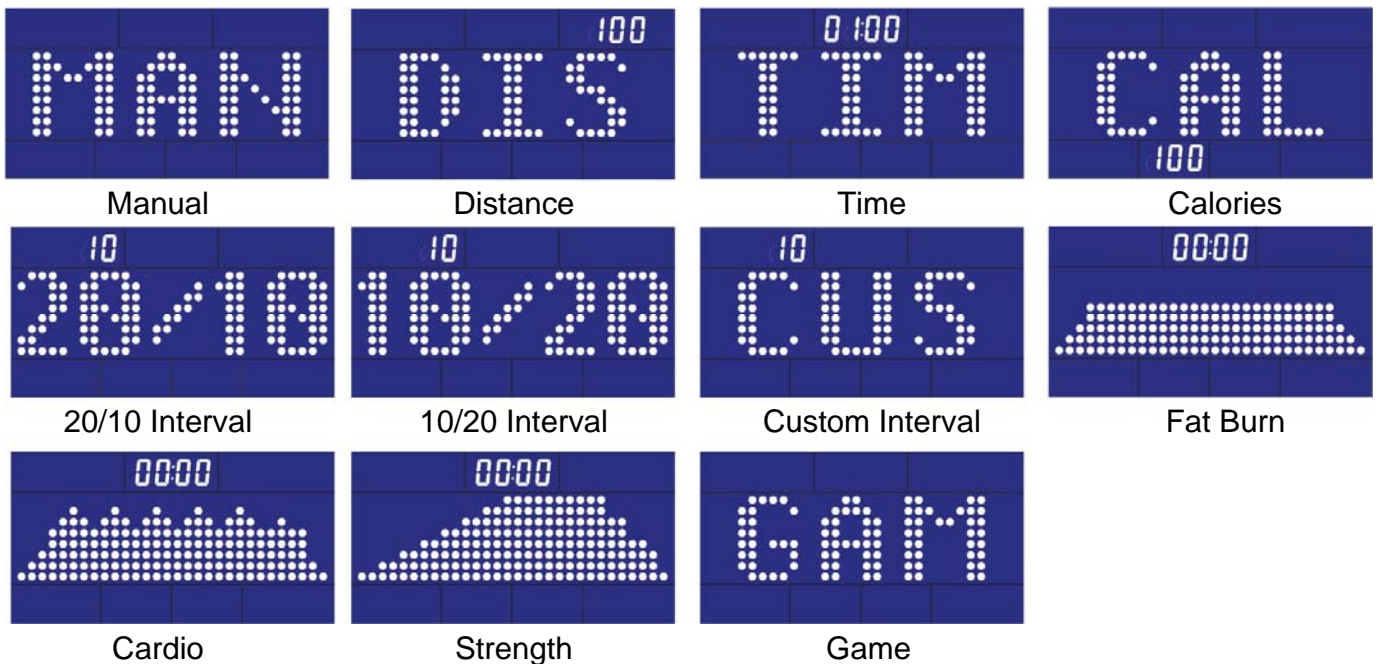 100 01:00
MAN DIS TIM CAL
100
Manual Distance Time Calories
10 10 10 00:00
20/10 10/20 CUS
20/10 Interval 10/20 Interval Custom Interval Fat Burn
00:00 00:00
GAM
Cardio Strength Game